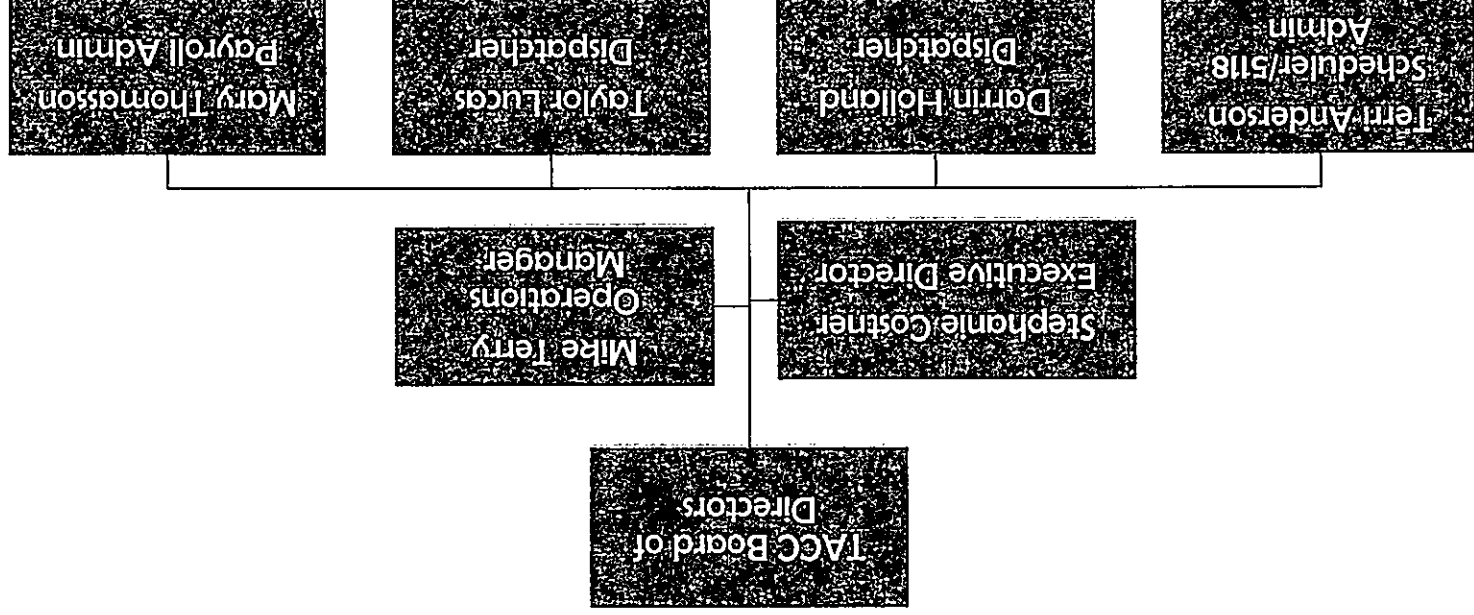 TACC Board of
Directors
Stephanie Costner
Executive Director
Mike Terry
Operations
Manager
Terri Anderson
Scheduler/5118
Admin
Darrin Holland
Dispatcher
Taylor Lucas
Dispatcher
Mary Thomasson
Payroll Admin